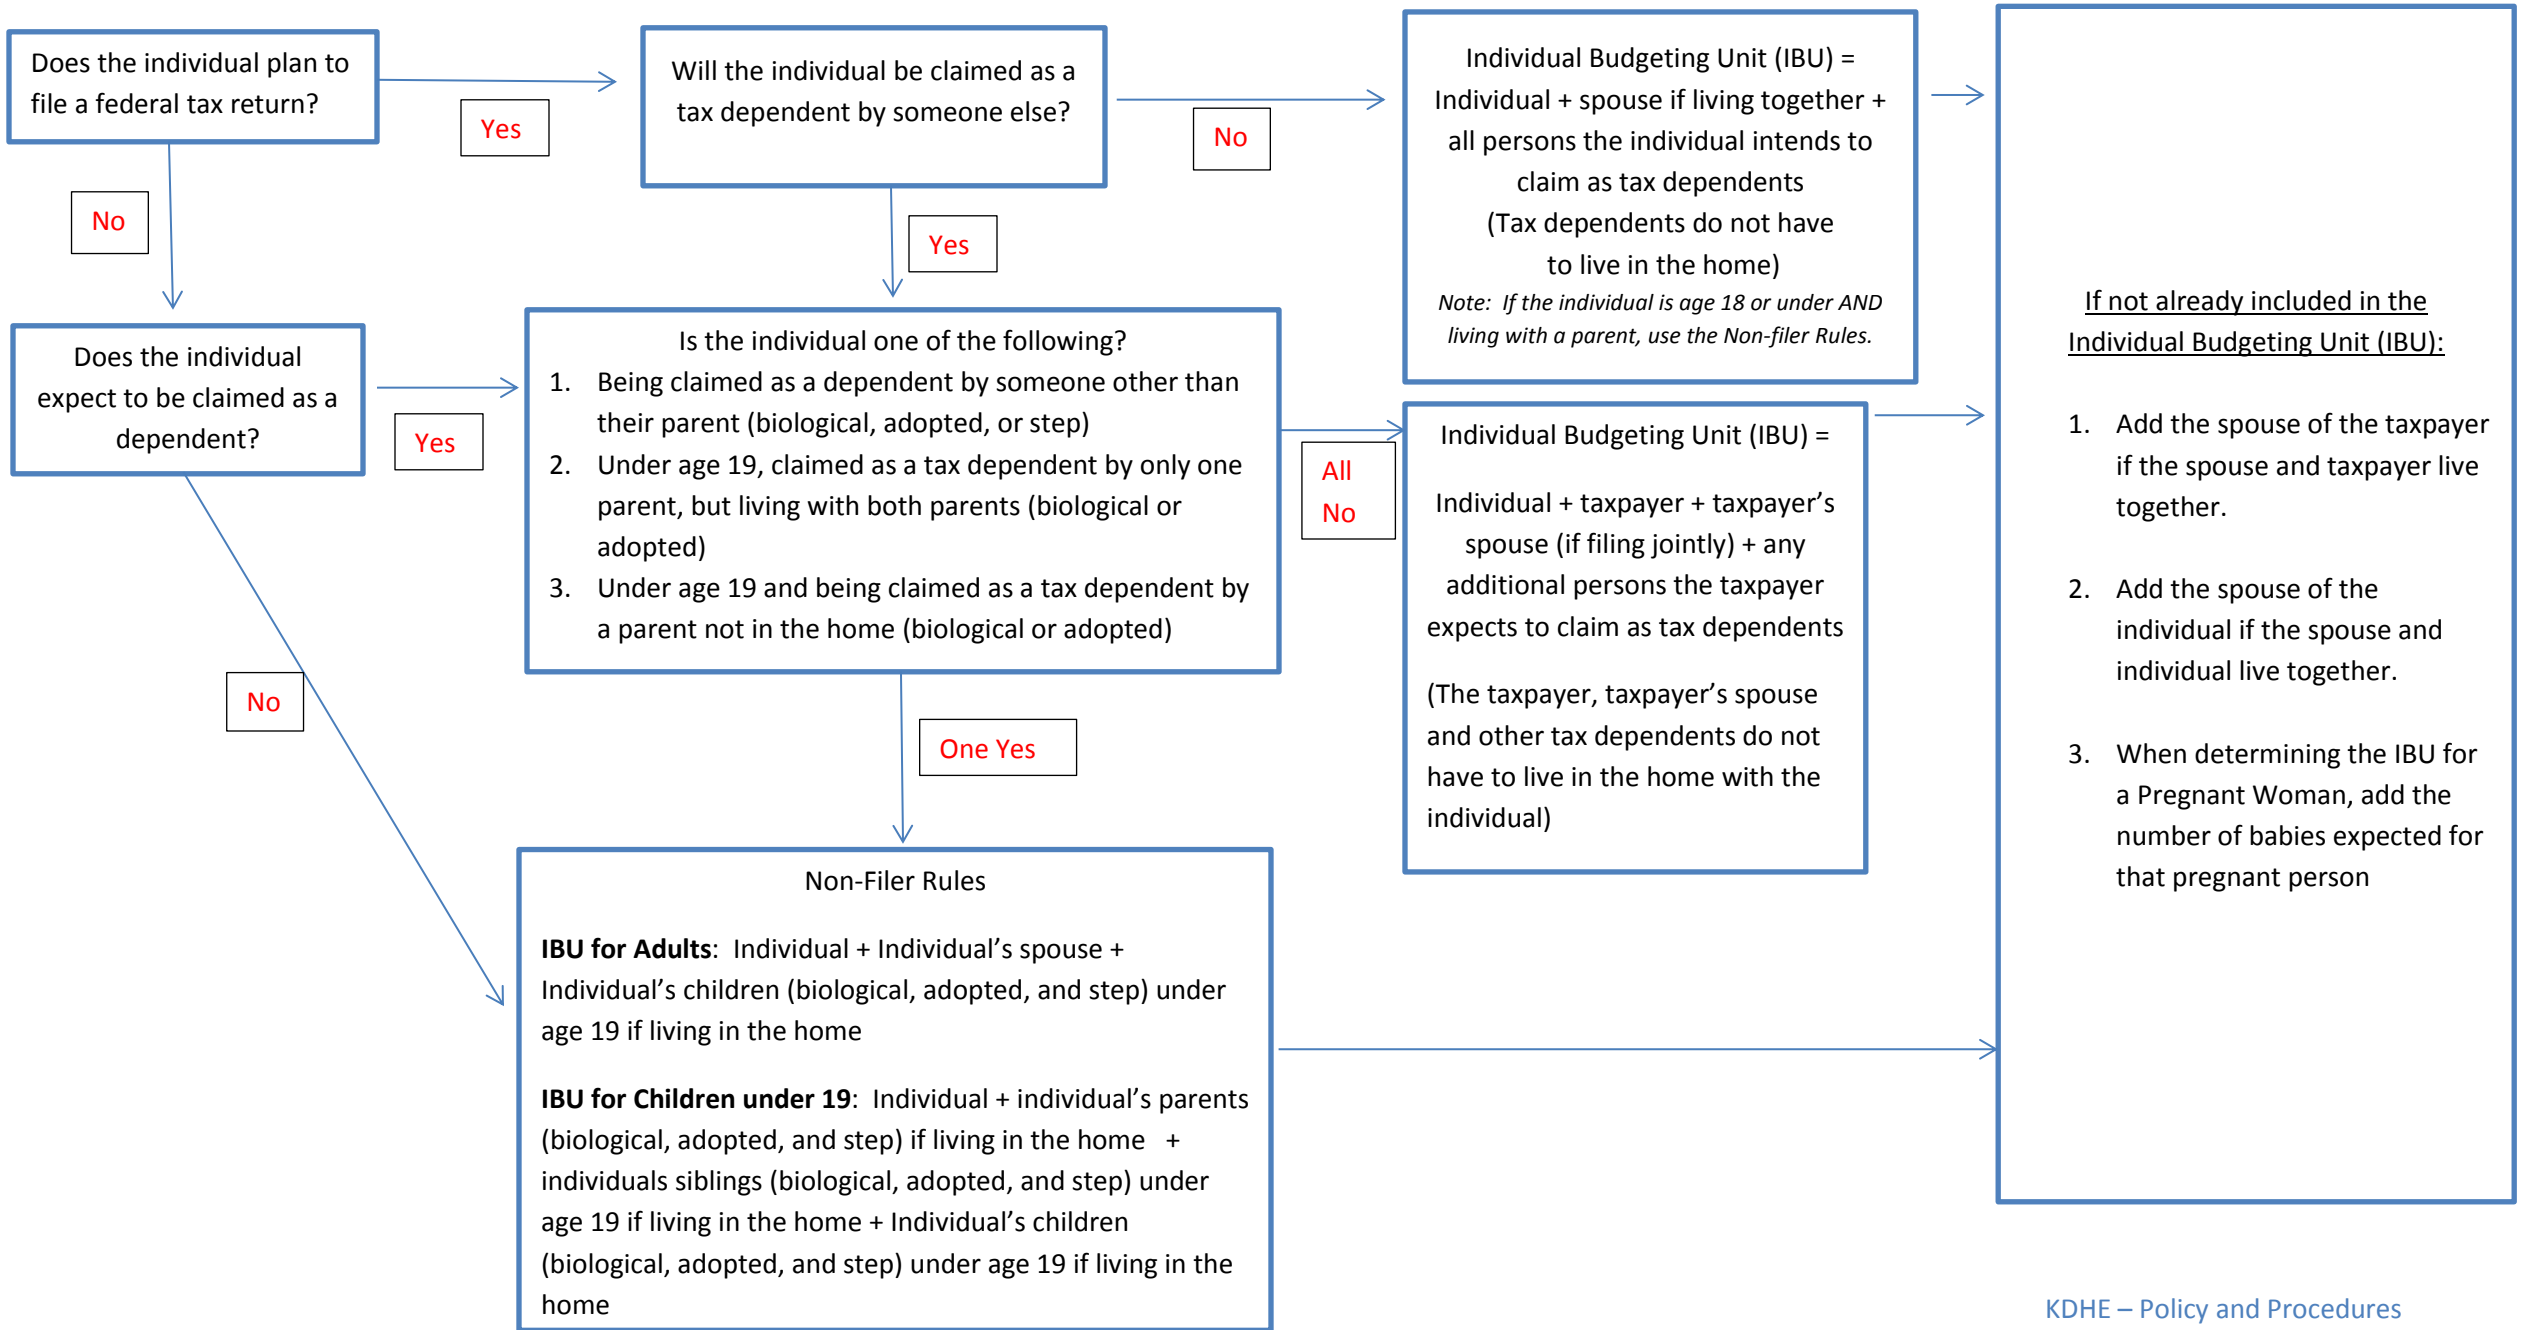 Does the individual plan to
file a federal tax return?
Yes
Will the individual be claimed as a
tax dependent by someone else?
No
Individual Budgeting Unit (IBU) =
Individual + spouse if living together +
all persons the individual intends to
claim as tax dependents
(Tax dependents do not have
to live in the home)
Note:  If the individual is age 18 or under AND
living with a parent, use the Non-filer Rules.
No
Yes
Does the individual
expect to be claimed as a
dependent?
Yes
Is the individual one of the following?
1. Being claimed as a dependent by someone other than
their parent (biological, adopted, or step)
2. Under age 19, claimed as a tax dependent by only one
parent, but living with both parents (biological or
adopted)
3. Under age 19 and being claimed as a tax dependent by
a parent not in the home (biological or adopted)
All
No
Individual Budgeting Unit (IBU) =
Individual + taxpayer + taxpayer’s
spouse (if filing jointly) + any
additional persons the taxpayer
expects to claim as tax dependents
(The taxpayer, taxpayer’s spouse
and other tax dependents do not
have to live in the home with the
individual)
No
One Yes
Non-Filer Rules
IBU for Adults:  Individual + Individual’s spouse +
Individual’s children (biological, adopted, and step) under
age 19 if living in the home
IBU for Children under 19:  Individual + individual’s parents
(biological, adopted, and step) if living in the home   +
individuals siblings (biological, adopted, and step) under
age 19 if living in the home + Individual’s children
(biological, adopted, and step) under age 19 if living in the
home
If not already included in the
Individual Budgeting Unit (IBU):
1. Add the spouse of the taxpayer
if the spouse and taxpayer live
together.
2. Add the spouse of the
individual if the spouse and
individual live together.
3. When determining the IBU for
a Pregnant Woman, add the
number of babies expected for
that pregnant person
KDHE – Policy and Procedures